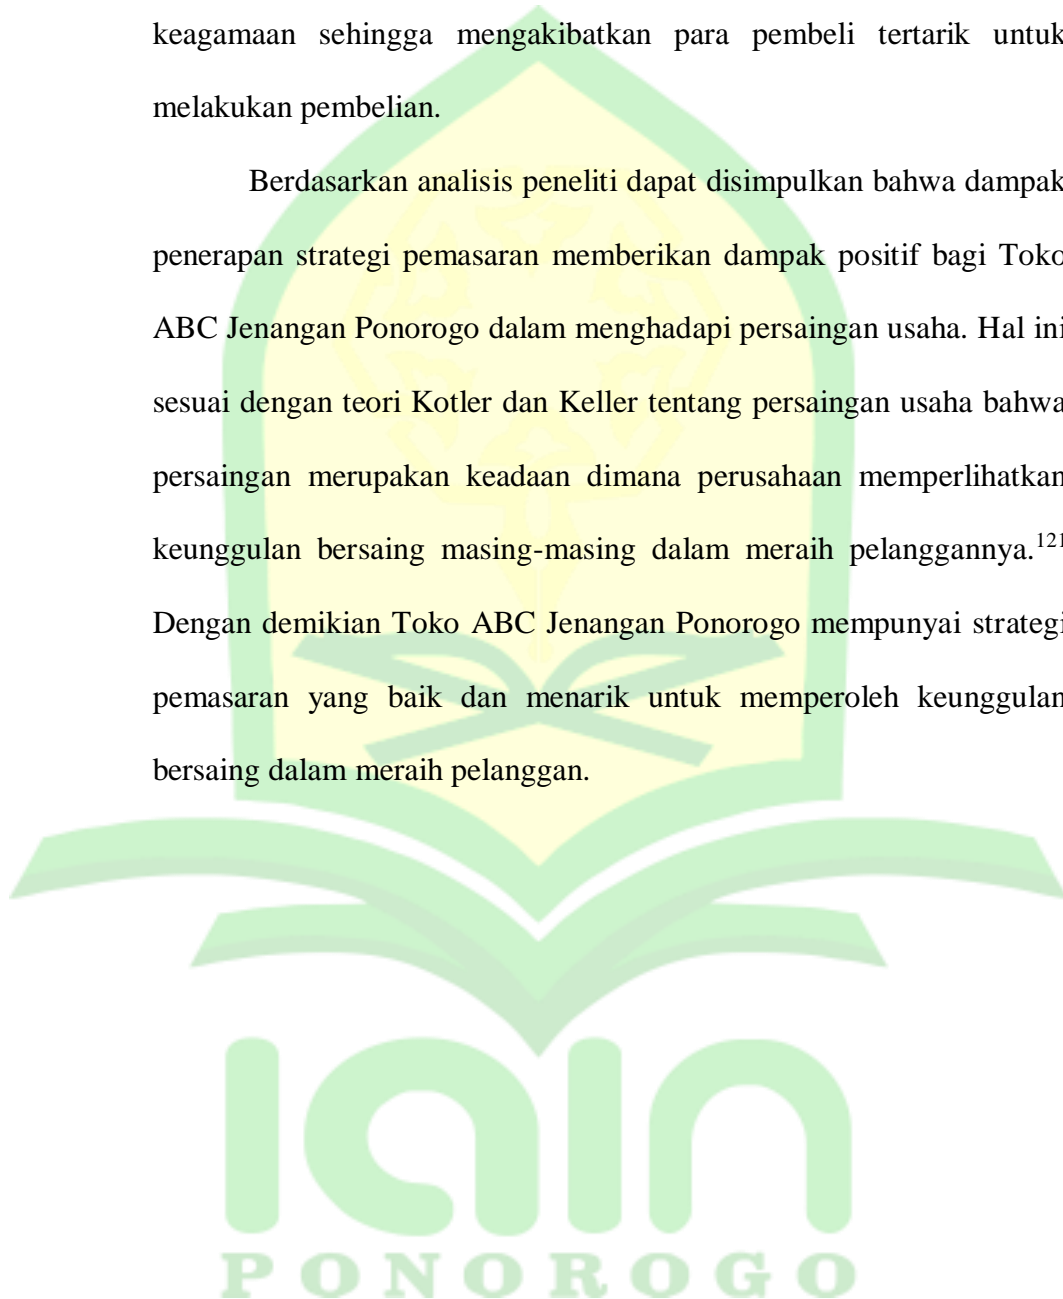 keagamaan sehingga mengakibatkan para pembeli tertarik untuk
melakukan pembelian.
Berdasarkan analisis peneliti dapat disimpulkan bahwa dampak
penerapan strategi pemasaran memberikan dampak positif bagi Toko
ABC Jenangan Ponorogo dalam menghadapi persaingan usaha. Hal ini
sesuai dengan teori Kotler dan Keller tentang persaingan usaha bahwa
persaingan merupakan keadaan dimana perusahaan memperlihatkan
keunggulan bersaing masing-masing dalam meraih pelanggannya.121
Dengan demikian Toko ABC Jenangan Ponorogo mempunyai strategi
pemasaran yang baik dan menarik untuk memperoleh keunggulan
bersaing dalam meraih pelanggan.
iain
PONOROGO